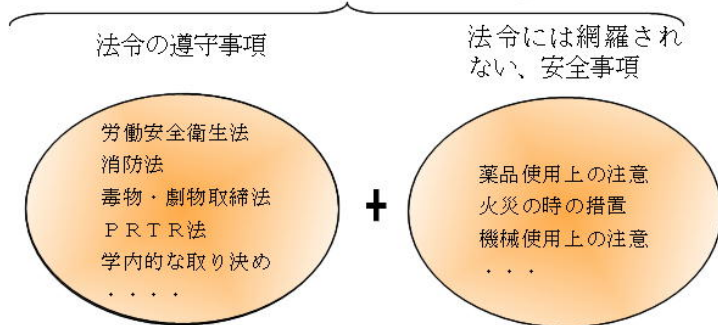 法令の遵守事項
法令には網羅され
ない、安全事項
労働安全衛生法
消防法
毒物・劇物取締法
ＰＲＴＲ法
学内的な取り決め
・・・・
+
薬品使用上の注意
火災の時の措置
機械使用上の注意
・・・